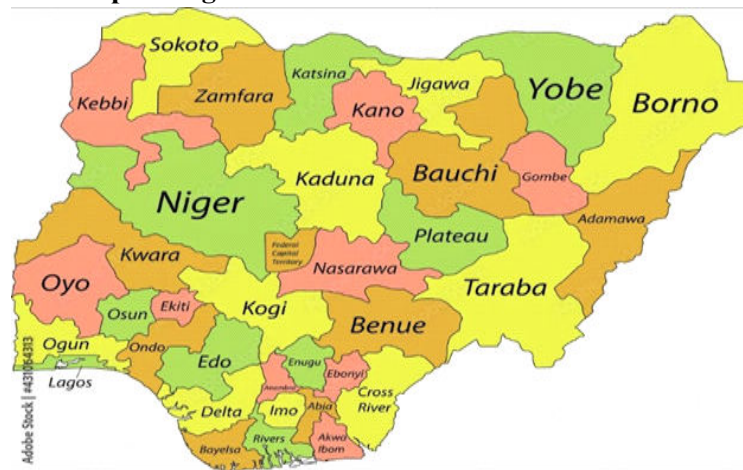 Sokoto
Katsina
Jigawa
Yobe
Borno
Kebbi
Zamfara
Kano
Kaduna
Bauchi
Gombe
Niger
Adamawa
Plateau
Federal
Capital
Territory
Kwara
Nasarawa
Taraba
Oyo
Kogi
Osun
Ekiti
Benue
Ogun
Ondo
Edo
Enugu
Ebonyi
Lagos
Anambra
Cross
River
Delta
Imo
Abia
Bayelsa
Rivers
Akwa
Ibom
Adobe Stock | #431064313